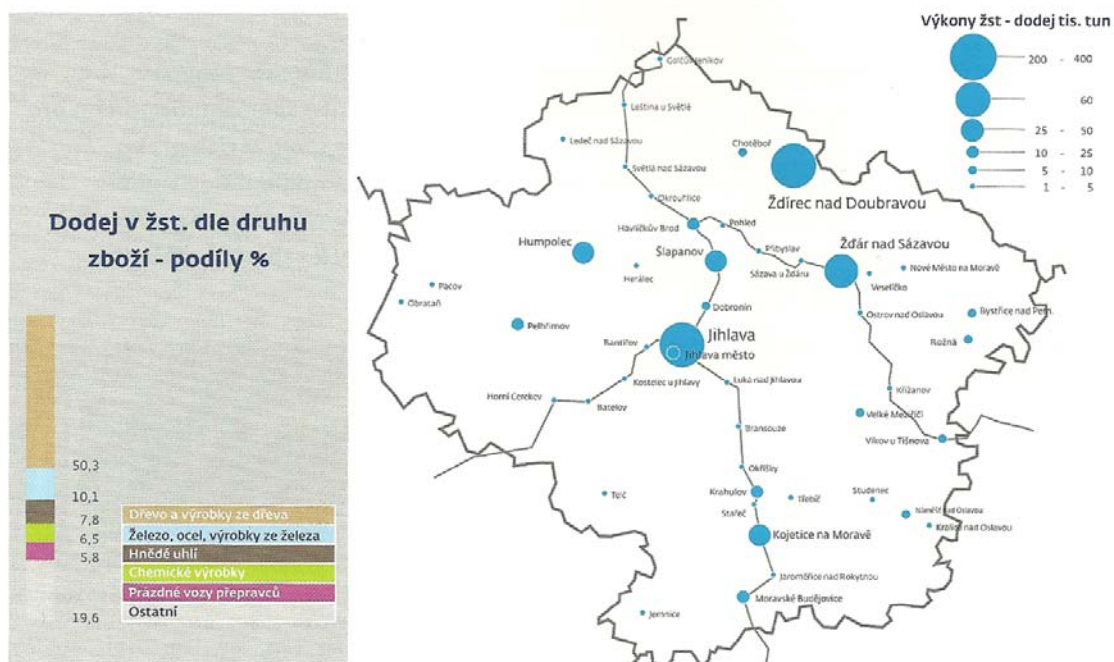 Dodej v žst. dle druhu
zboží - podíly %
50,3
10,1
7,8
6,5
5,8
19,6
Dřevo a výrobky ze dřeva
Železo, ocel, výrobky ze železa
Hnědé uhlí
Chemické výrobky
Prázdné vozy přepravců
Ostatní
Výkony žst - dodej tis. tun
200 - 400
60
25 - 50
10 - 25
5 - 10
1 - 5
Leština u Světlé
Ledeč nad Sázavou
Chotěboř
Světlá nad Sázavou
Ždírec nad Doubravou
Okrouhlice
Havlíčkův Brod
Pohled
Humpolec
Šlapanov
Přibyslav
Žďár nad Sázavou
Herálec
Sázava u Žďáru
Nové Město na Moravě
Veselíčko
Pacov
Obrataň
Dobronín
Ostrov nad Oslavou
Bystřice nad Pern.
Pelhřimov
Jihlava
Rantířov
Jihlava město
Rožná
Kostelec u Jihlavy
Luka nad Jihlavou
Křižanov
Horní Cerekev
Batelov
Velké Meziříčí
Bransouze
Vlkov u Tišnova
Okříšky
Telč
Krahulov
Třebíč
Studenec
Stařeč
Náměšť nad Oslavou
Kralice nad Oslavou
Kojetice na Moravě
Jaroměřice nad Rokytnou
Moravské Budějovice
Jemnice